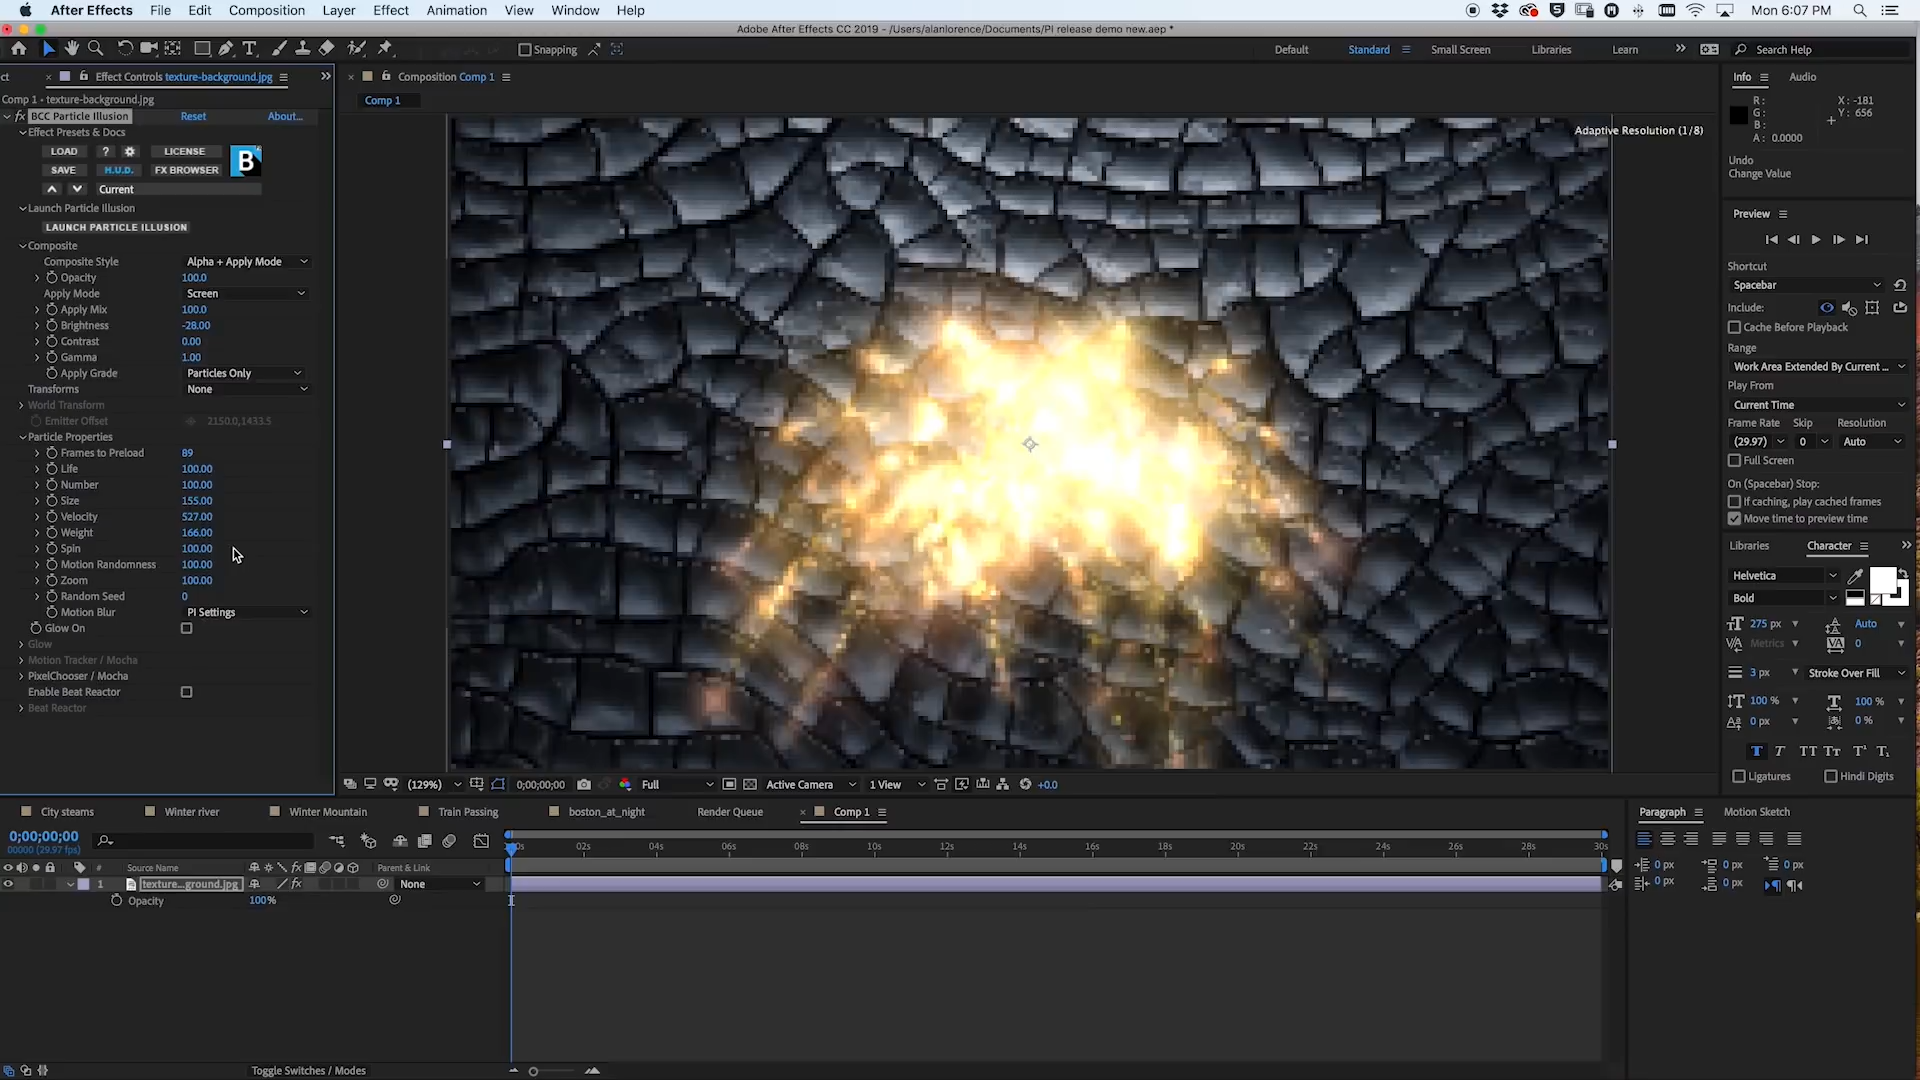 After Effects File Edit Composition Layer Effect Animation View Window Help Mon 6:07 PM
Adobe After Effects CC 2019 - /Users/alanlorence/Documents/PI release demo new.aep *
Snapping Default Standard Small Screen Libraries Learn Search Help
ct Effect Controls texture-background.jpg
Comp 1 • texture-background.jpg
fx BCC Particle Illusion Reset About...
Effect Presets & Docs
LOAD ? LICENSE B
SAVE H.U.D. FX BROWSER
Current
Launch Particle Illusion
LAUNCH PARTICLE ILLUSION
Composite
Composite Style Alpha + Apply Mode
Opacity 100.0
Apply Mode Screen
Apply Mix 100.0
Brightness -28.00
Contrast 0.00
Gamma 1.00
Apply Grade Particles Only
Transforms None
World Transform
Emitter Offset 2150.0,1433.5
Particle Properties
Frames to Preload 89
Life 100.00
Number 100.00
Size 155.00
Velocity 527.00
Weight 166.00
Spin 100.00
Motion Randomness 100.00
Zoom 100.00
Random Seed 0
Motion Blur PI Settings
Glow On
Glow
Motion Tracker / Mocha
PixelChooser / Mocha
Enable Beat Reactor
Beat Reactor
Composition Comp 1
Comp 1
Adaptive Resolution (1/8)
(129%) 0;00;00;00 Full Active Camera 1 View +0.0
Info Audio
R: X: -181
G: Y: 656
B:
A: 0.0000
Undo
Change Value
Preview
Shortcut
Spacebar
Include:
Cache Before Playback
Range
Work Area Extended By Current ...
Play From
Current Time
Frame Rate Skip Resolution
(29.97) 0 Auto
Full Screen
On (Spacebar) Stop:
If caching, play cached frames
Move time to preview time
Libraries Character
Helvetica
Bold
275 px Auto
Metrics 0
3 px Stroke Over Fill
100 % 100 %
0 px 0 %
T T TT Tr T¹ T₁
Ligatures Hindi Digits
City steams Winter river Winter Mountain Train Passing boston_at_night Render Queue Comp 1
0;00;00;00
00000 (29.97 fps)
:00s 02s 04s 06s 08s 10s 12s 14s 16s 18s 20s 22s 24s 26s 28s 30s
# Source Name fx Parent & Link
1 texture...ground.jpg fx None
Opacity 100%
Toggle Switches / Modes
Paragraph Motion Sketch
0 px 0 px 0 px
0 px 0 px